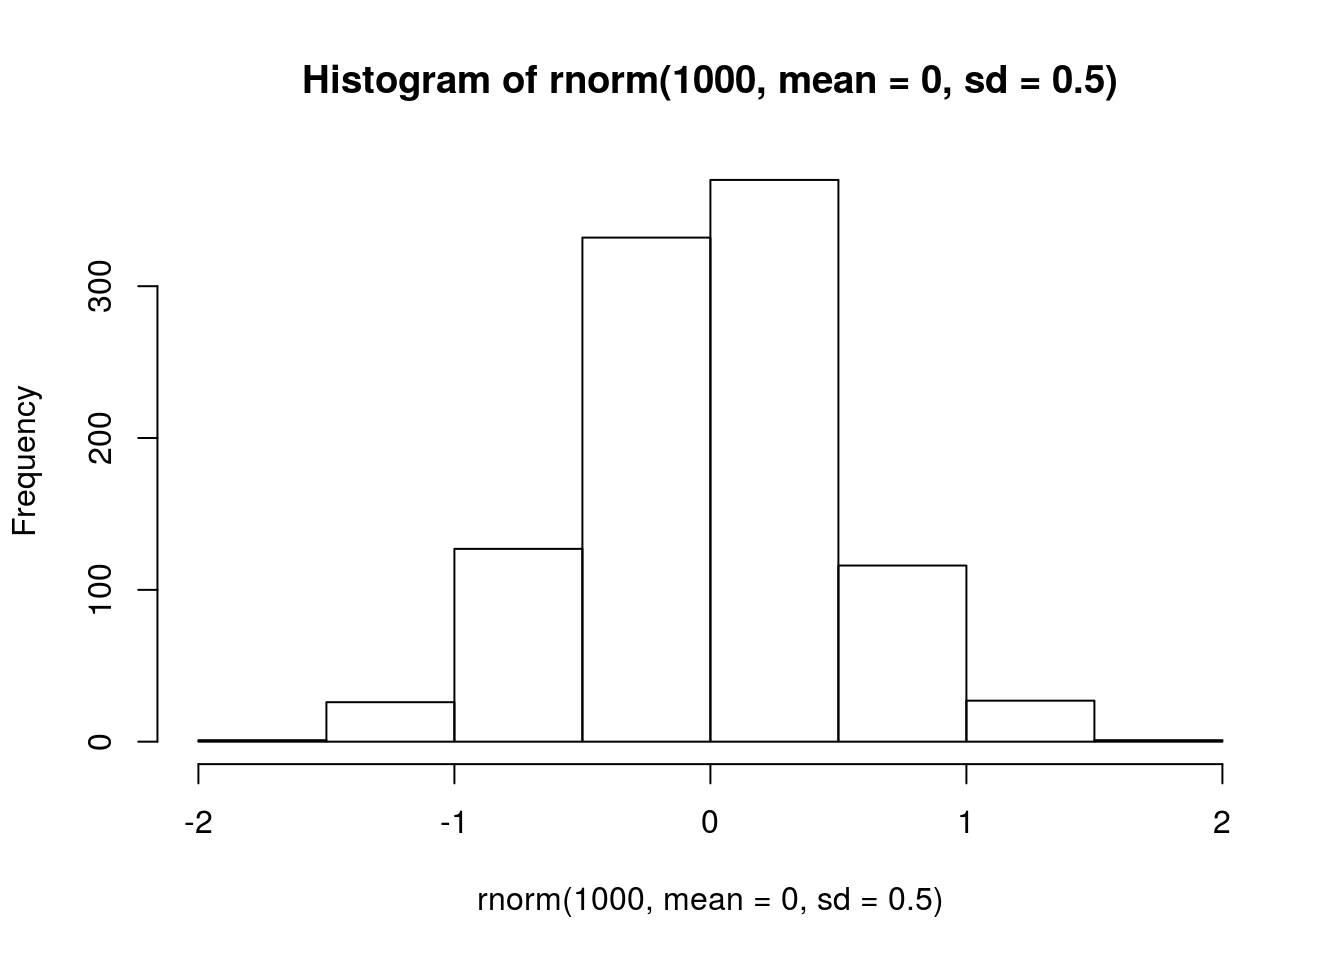 Histogram of rnorm(1000, mean = 0, sd = 0.5)
Frequency
300
200
100
0
-2 -1 0 1 2
rnorm(1000, mean = 0, sd = 0.5)